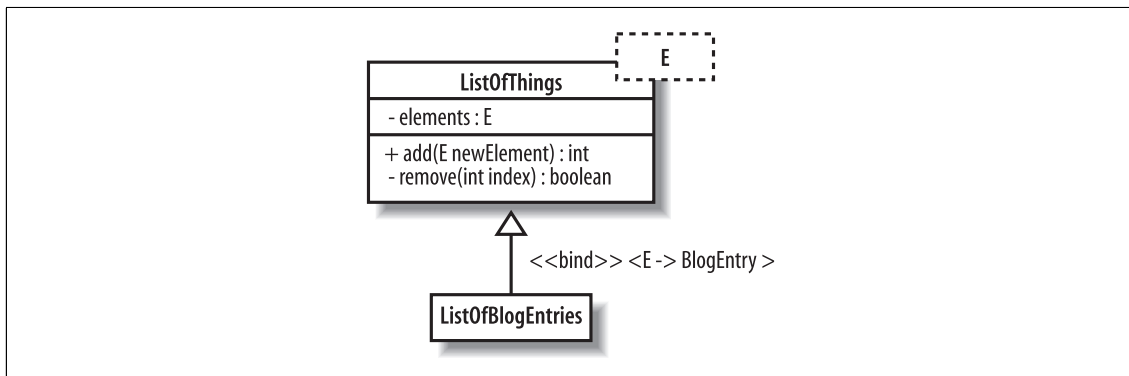 E
ListOfThings
- elements : E
+ add(E newElement) : int
- remove(int index) : boolean
<<bind>> <E -> BlogEntry >
ListOfBlogEntries